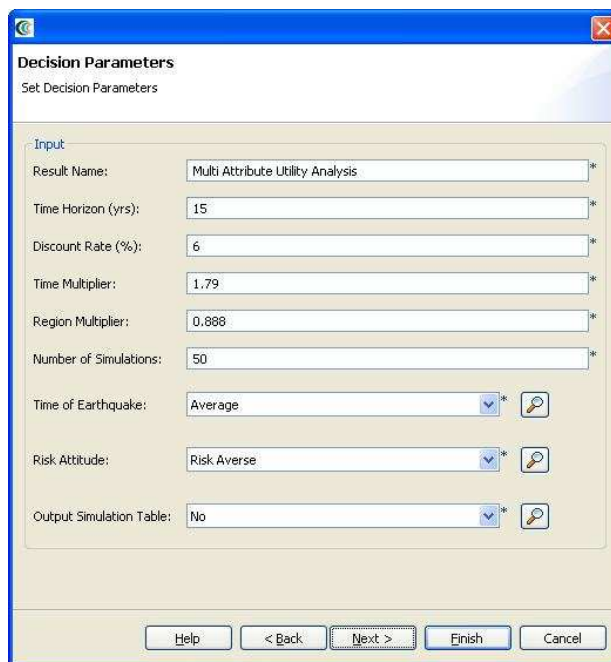 Decision Parameters
Set Decision Parameters
Input
Result Name: Multi Attribute Utility Analysis *
Time Horizon (yrs): 15 *
Discount Rate (%): 6 *
Time Multiplier: 1.79 *
Region Multiplier: 0.888 *
Number of Simulations: 50 *
Time of Earthquake: Average *
Risk Attitude: Risk Averse *
Output Simulation Table: No *
Help < Back Next > Finish Cancel